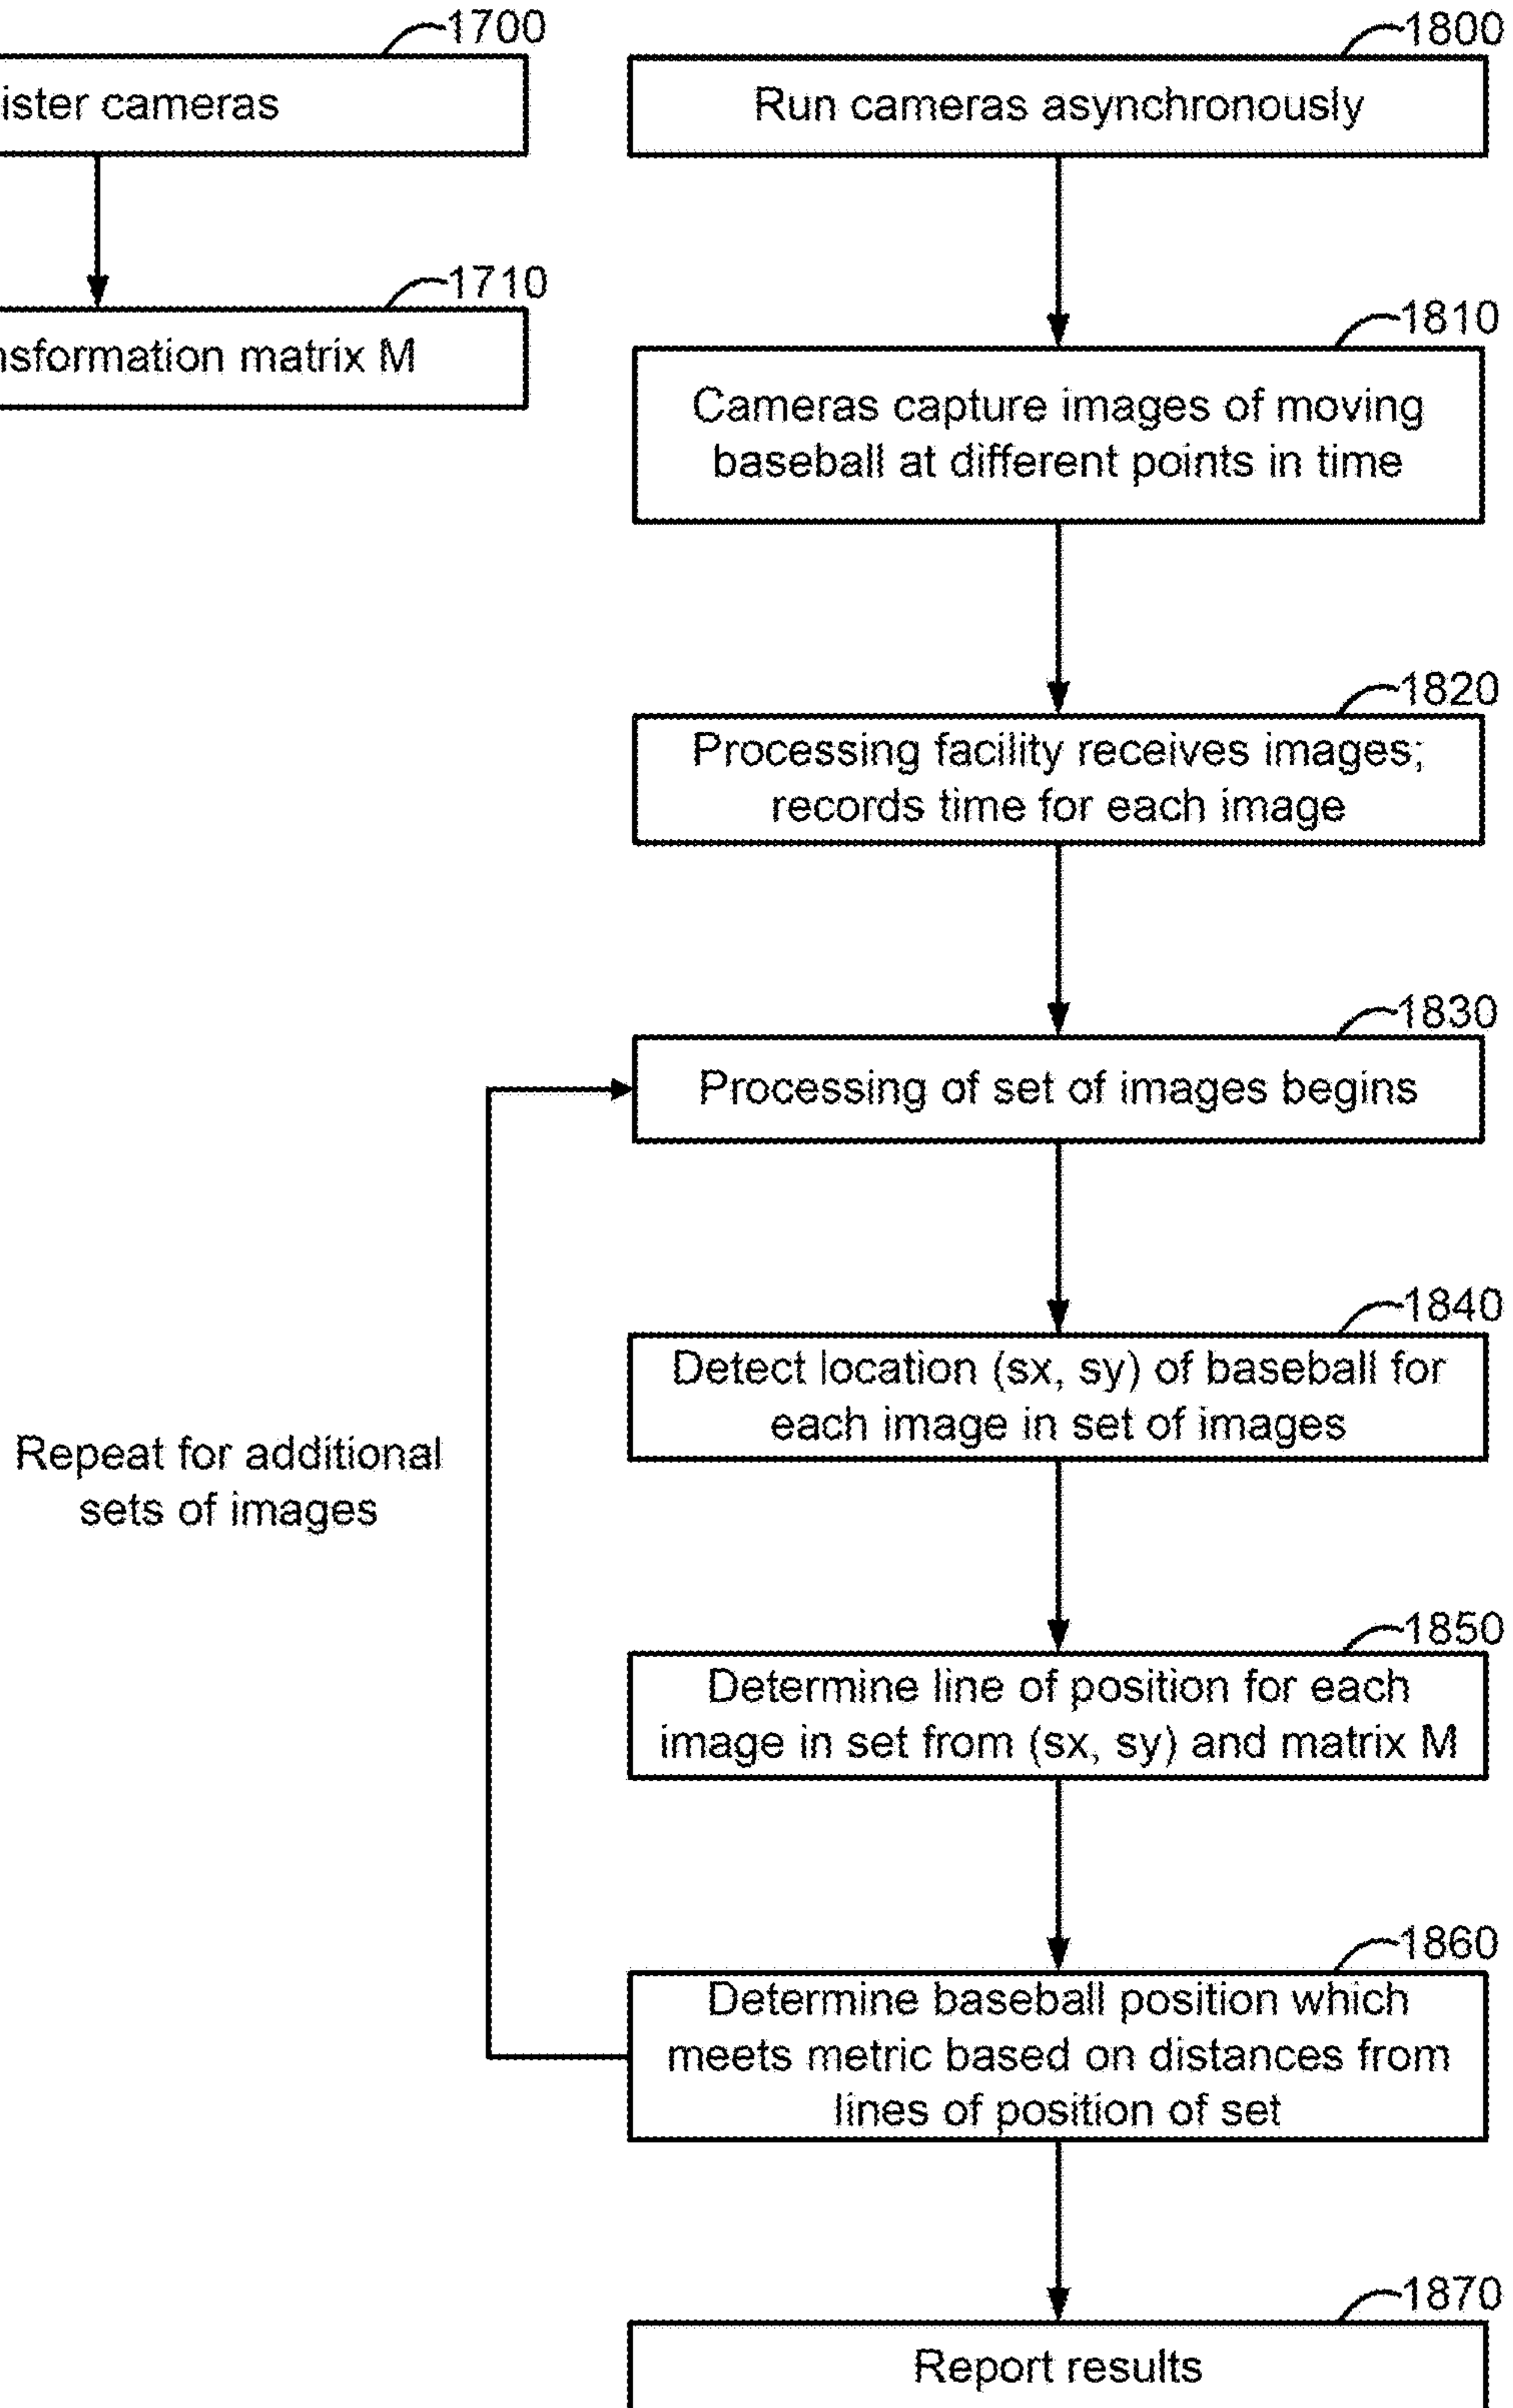 1700
ister cameras
1710
nsformation matrix M
1800
Run cameras asynchronously
1810
Cameras capture images of moving
baseball at different points in time
1820
Processing facility receives images;
records time for each image
1830
Processing of set of images begins
1840
Detect location (sx, sy) of baseball for
each image in set of images
Repeat for additional
sets of images
1850
Determine line of position for each
image in set from (sx, sy) and matrix M
1860
Determine baseball position which
meets metric based on distances from
lines of position of set
1870
Report results